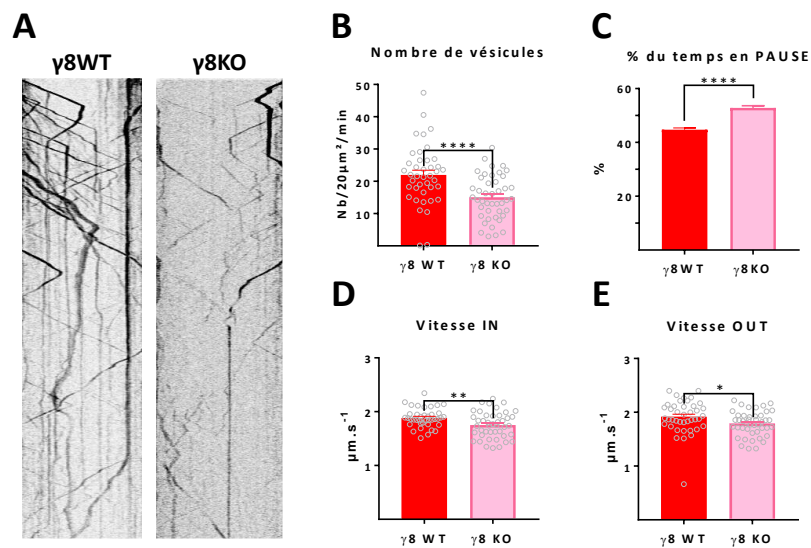 A
γ8WT
γ8KO
B
Nombre de vésicules
Nb/20µm²/min
50
40
30
20
10
****
γ8 WT
γ8 KO
C
% du temps en PAUSE
%
60
40
20
****
γ8WT
γ8KO
D
Vitesse IN
µm.s⁻¹
3
2
1
**
γ8 WT
γ8 KO
E
Vitesse OUT
µm.s⁻¹
3
2
1
*
γ8 WT
γ8 KO